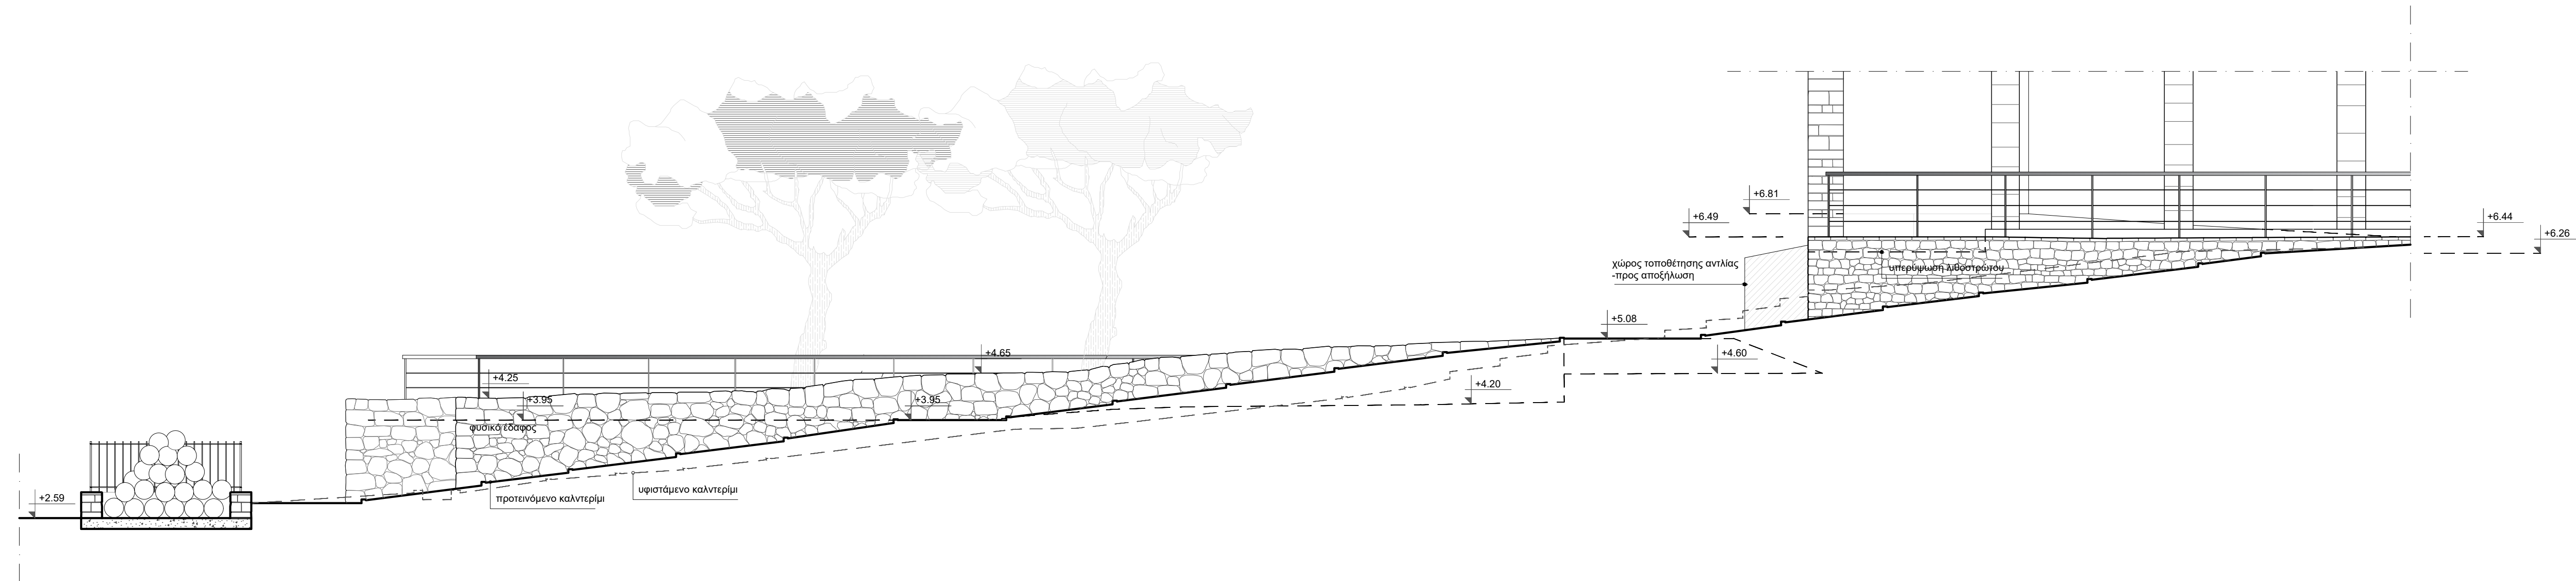 +6.81
+6.49
+6.44
+6.26
χώρος τοποθέτησης αντλίας
-προς αποξήλωση
υπερύψωση λιθοστρώτου
+5.08
+4.65
+4.60
+4.25
+4.20
+3.95
+3.95
φυσικό έδαφος
υφιστάμενο καλντερίμι
προτεινόμενο καλντερίμι
+2.59